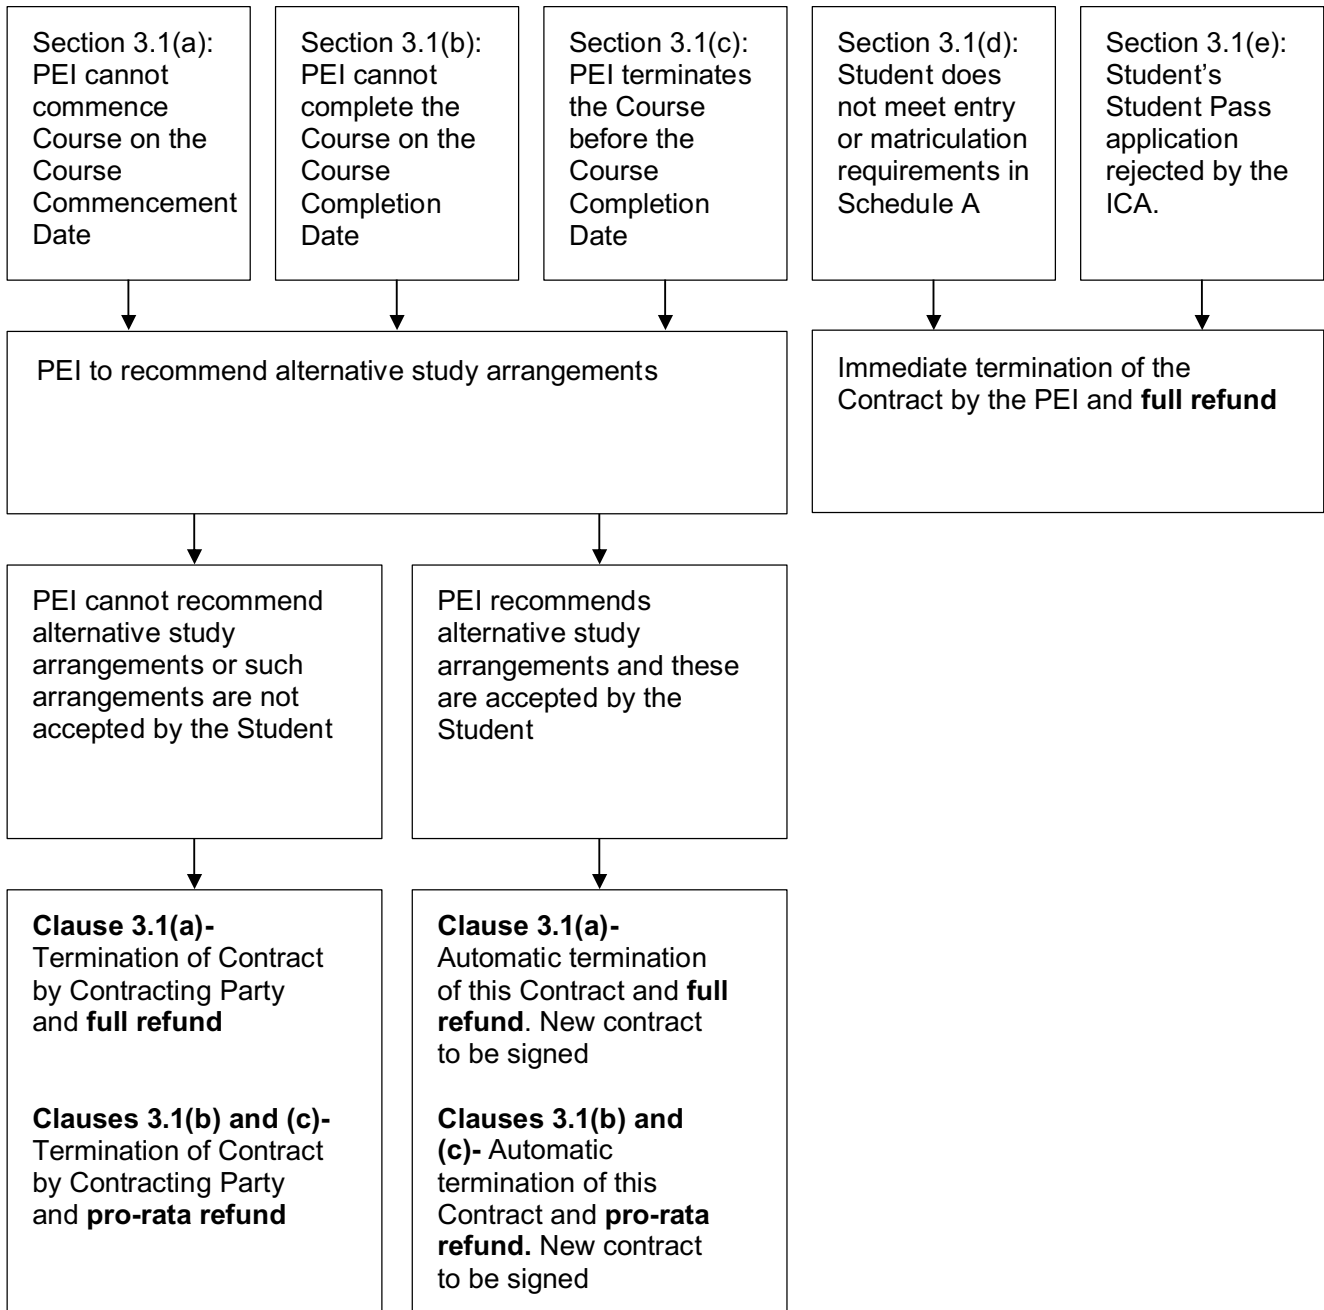 Section 3.1(a):
PEI cannot
commence
Course on the
Course
Commencement
Date
Section 3.1(b):
PEI cannot
complete the
Course on the
Course
Completion
Date
Section 3.1(c):
PEI terminates
the Course
before the
Course
Completion
Date
Section 3.1(d):
Student does
not meet entry
or matriculation
requirements in
Schedule A
Section 3.1(e):
Student’s
Student Pass
application
rejected by the
ICA.
PEI to recommend alternative study arrangements
Immediate termination of the
Contract by the PEI and full refund
PEI cannot recommend
alternative study
arrangements or such
arrangements are not
accepted by the Student
PEI recommends
alternative study
arrangements and these
are accepted by the
Student
Clause 3.1(a)-
Termination of Contract
by Contracting Party
and full refund
Clauses 3.1(b) and (c)-
Termination of Contract
by Contracting Party
and pro-rata refund
Clause 3.1(a)-
Automatic termination
of this Contract and full
refund. New contract
to be signed
Clauses 3.1(b) and
(c)- Automatic
termination of this
Contract and pro-rata
refund. New contract
to be signed